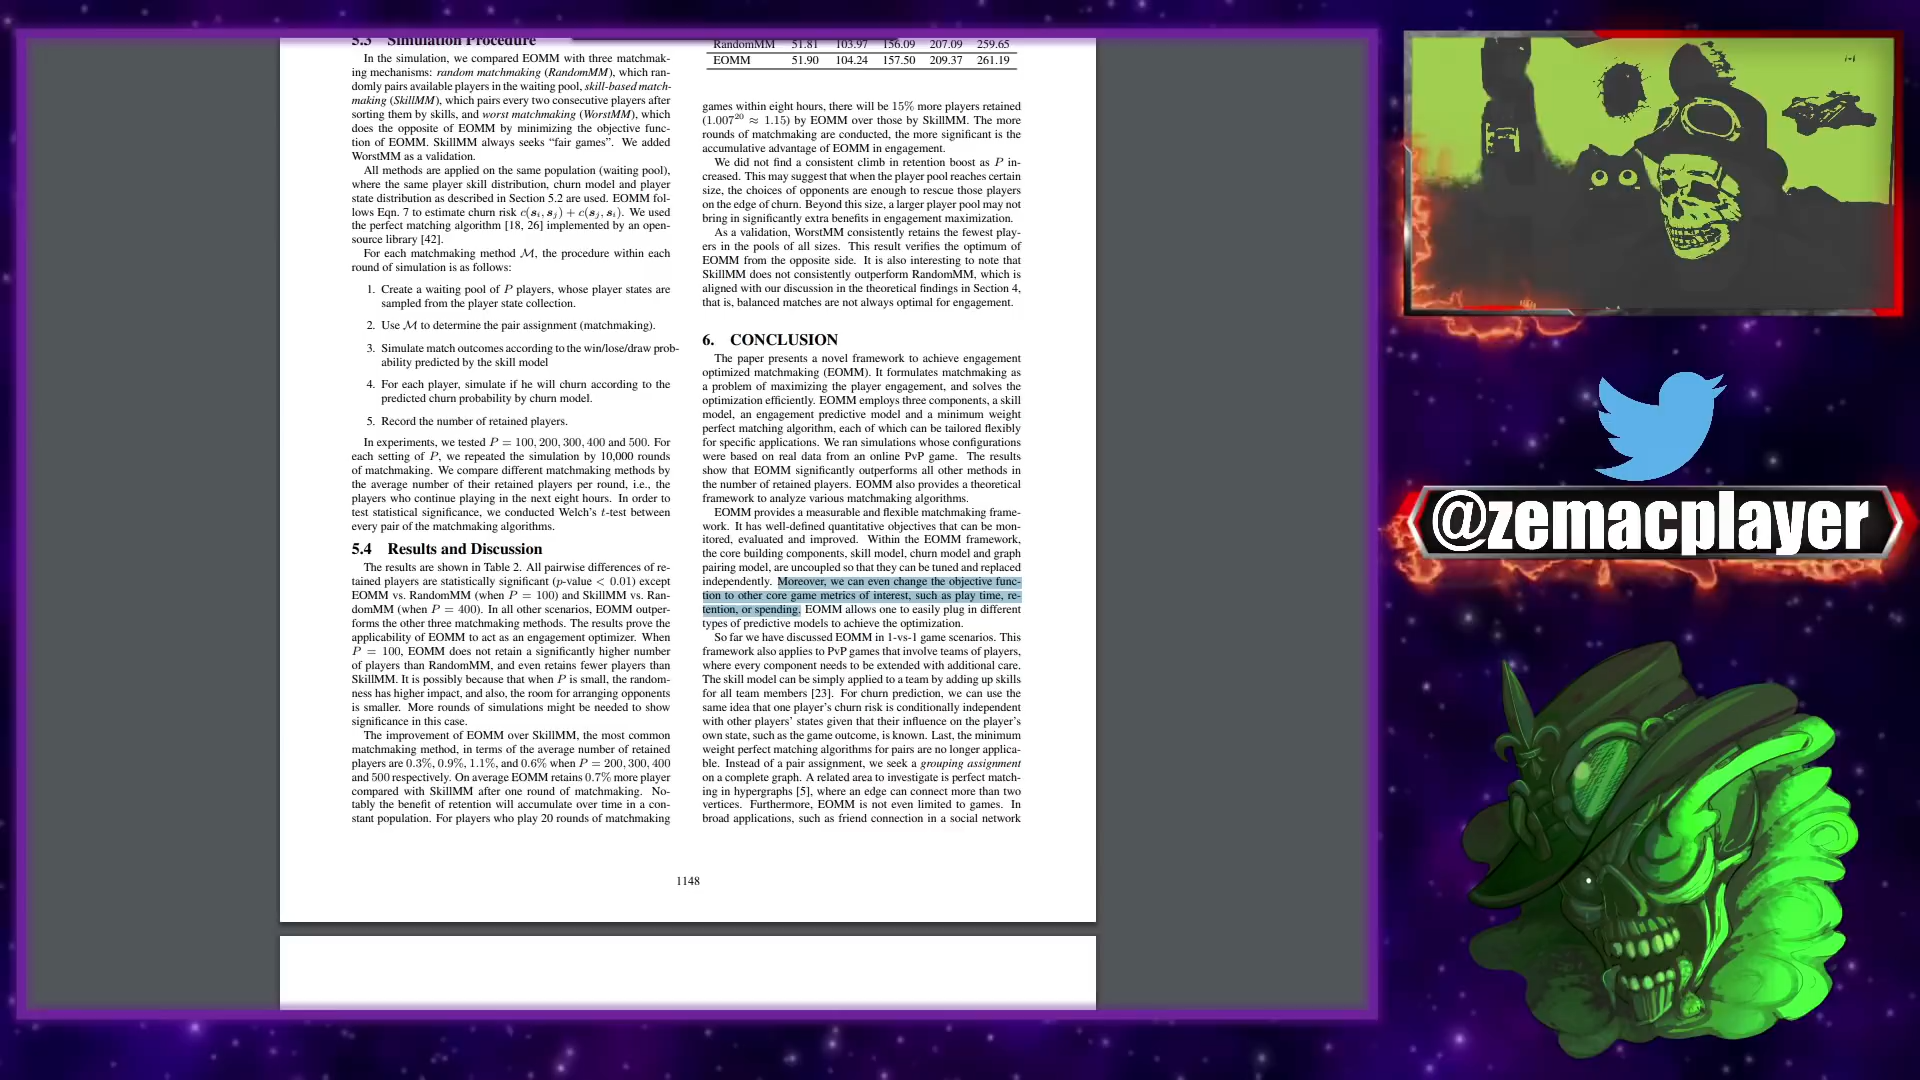 5.3 Simulation Procedure
In the simulation, we compared EOMM with three matchmak-
ing mechanisms: random matchmaking (RandomMM), which ran-
domly pairs available players in the waiting pool, skill-based match-
making (SkillMM), which pairs every two consecutive players after
sorting them by skills, and worst matchmaking (WorstMM), which
does the opposite of EOMM by minimizing the objective func-
tion of EOMM. SkillMM always seeks “fair games”. We added
WorstMM as a validation.
All methods are applied on the same population (waiting pool),
where the same player skill distribution, churn model and player
state distribution as described in Section 5.2 are used. EOMM fol-
lows Eqn. 7 to estimate churn risk c(sᵢ, sⱼ) + c(sⱼ, sᵢ). We used
the perfect matching algorithm [18, 26] implemented by an open-
source library [42].
For each matchmaking method M, the procedure within each
round of simulation is as follows:
1. Create a waiting pool of P players, whose player states are
sampled from the player state collection.
2. Use M to determine the pair assignment (matchmaking).
3. Simulate match outcomes according to the win/lose/draw prob-
ability predicted by the skill model
4. For each player, simulate if he will churn according to the
predicted churn probability by churn model.
5. Record the number of retained players.
In experiments, we tested P = 100, 200, 300, 400 and 500. For
each setting of P, we repeated the simulation by 10,000 rounds
of matchmaking. We compare different matchmaking methods by
the average number of their retained players per round, i.e., the
players who continue playing in the next eight hours. In order to
test statistical significance, we conducted Welch’s t-test between
every pair of the matchmaking algorithms.
5.4 Results and Discussion
The results are shown in Table 2. All pairwise differences of re-
tained players are statistically significant (p-value < 0.01) except
EOMM vs. RandomMM (when P = 100) and SkillMM vs. Ran-
domMM (when P = 400). In all other scenarios, EOMM outper-
forms the other three matchmaking methods. The results prove the
applicability of EOMM to act as an engagement optimizer. When
P = 100, EOMM does not retain a significantly higher number
of players than RandomMM, and even retains fewer players than
SkillMM. It is possibly because that when P is small, the random-
ness has higher impact, and also, the room for arranging opponents
is smaller. More rounds of simulations might be needed to show
significance in this case.
The improvement of EOMM over SkillMM, the most common
matchmaking method, in terms of the average number of retained
players are 0.3%, 0.9%, 1.1%, and 0.6% when P = 200, 300, 400
and 500 respectively. On average EOMM retains 0.7% more player
compared with SkillMM after one round of matchmaking. No-
tably the benefit of retention will accumulate over time in a con-
stant population. For players who play 20 rounds of matchmaking
RandomMM 51.81 103.97 156.09 207.09 259.65
EOMM 51.90 104.24 157.50 209.37 261.19
games within eight hours, there will be 15% more players retained
(1.007²⁰ ≈ 1.15) by EOMM over those by SkillMM. The more
rounds of matchmaking are conducted, the more significant is the
accumulative advantage of EOMM in engagement.
We did not find a consistent climb in retention boost as P in-
creased. This may suggest that when the player pool reaches certain
size, the choices of opponents are enough to rescue those players
on the edge of churn. Beyond this size, a larger player pool may not
bring in significantly extra benefits in engagement maximization.
As a validation, WorstMM consistently retains the fewest play-
ers in the pools of all sizes. This result verifies the optimum of
EOMM from the opposite side. It is also interesting to note that
SkillMM does not consistently outperform RandomMM, which is
aligned with our discussion in the theoretical findings in Section 4,
that is, balanced matches are not always optimal for engagement.
6. CONCLUSION
The paper presents a novel framework to achieve engagement
optimized matchmaking (EOMM). It formulates matchmaking as
a problem of maximizing the player engagement, and solves the
optimization efficiently. EOMM employs three components, a skill
model, an engagement predictive model and a minimum weight
perfect matching algorithm, each of which can be tailored flexibly
for specific applications. We ran simulations whose configurations
were based on real data from an online PvP game. The results
show that EOMM significantly outperforms all other methods in
the number of retained players. EOMM also provides a theoretical
framework to analyze various matchmaking algorithms.
EOMM provides a measurable and flexible matchmaking frame-
work. It has well-defined quantitative objectives that can be mon-
itored, evaluated and improved. Within the EOMM framework,
the core building components, skill model, churn model and graph
pairing model, are uncoupled so that they can be tuned and replaced
independently. Moreover, we can even change the objective func-
tion to other core game metrics of interest, such as play time, re-
tention, or spending. EOMM allows one to easily plug in different
types of predictive models to achieve the optimization.
So far we have discussed EOMM in 1-vs-1 game scenarios. This
framework also applies to PvP games that involve teams of players,
where every component needs to be extended with additional care.
The skill model can be simply applied to a team by adding up skills
for all team members [23]. For churn prediction, we can use the
same idea that one player’s churn risk is conditionally independent
with other players’ states given that their influence on the player’s
own state, such as the game outcome, is known. Last, the minimum
weight perfect matching algorithms for pairs are no longer applica-
ble. Instead of a pair assignment, we seek a grouping assignment
on a complete graph. A related area to investigate is perfect match-
ing in hypergraphs [5], where an edge can connect more than two
vertices. Furthermore, EOMM is not even limited to games. In
broad applications, such as friend connection in a social network
1148
@zemacplayer